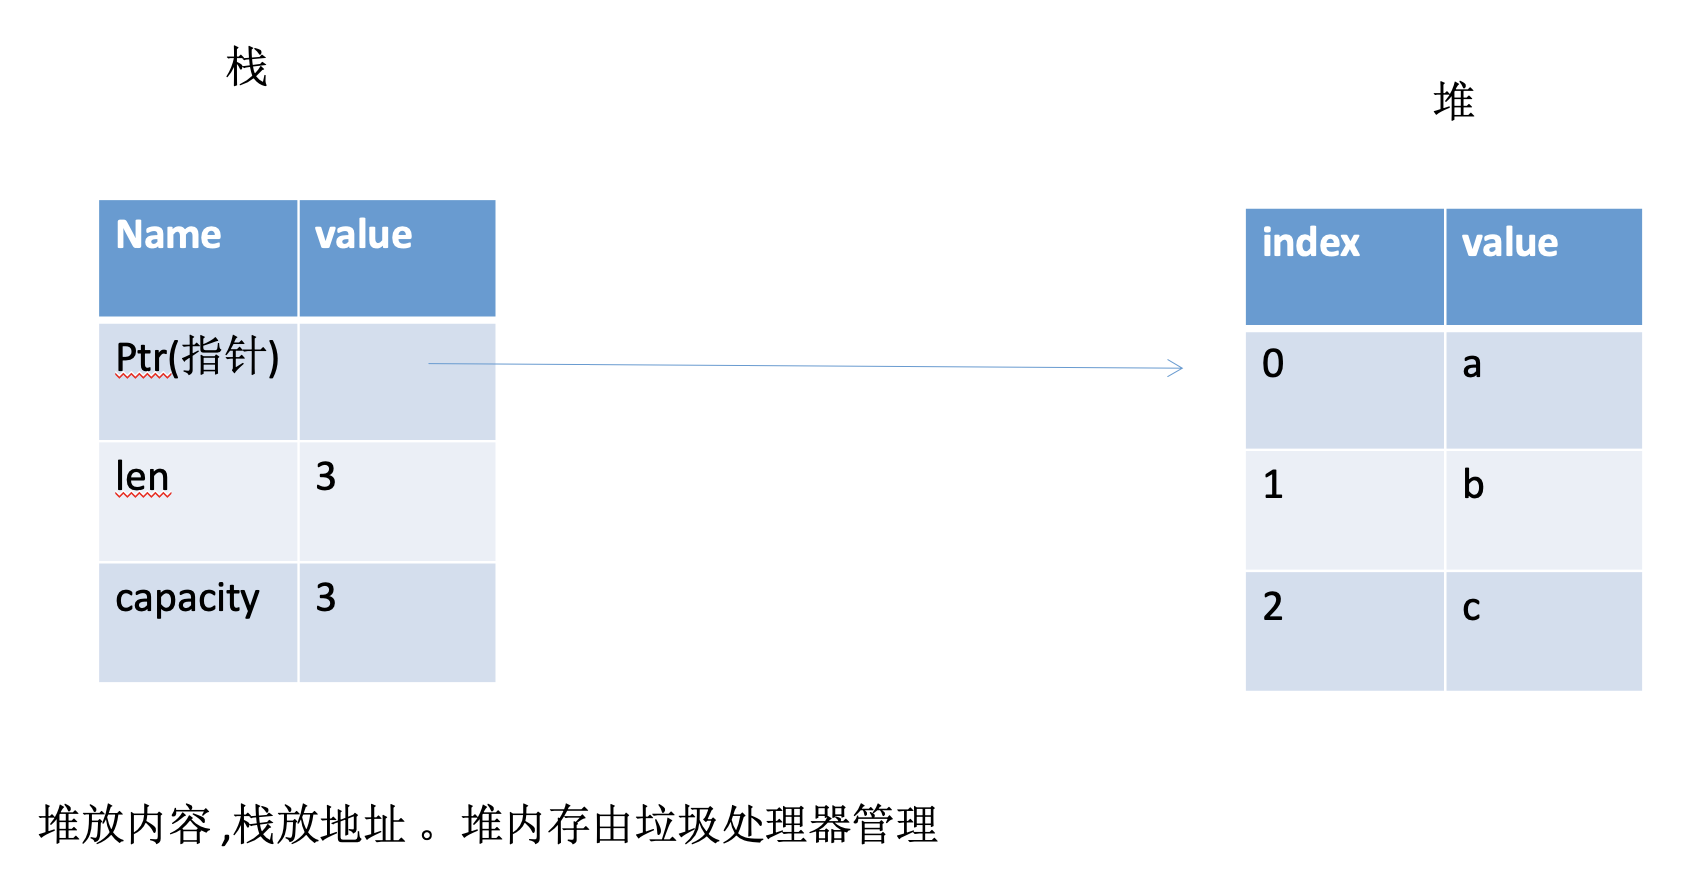 栈
堆
Name value
Ptr(指针)
len 3
capacity 3
index value
0 a
1 b
2 c
堆放内容 ,栈放地址 。堆内存由垃圾处理器管理